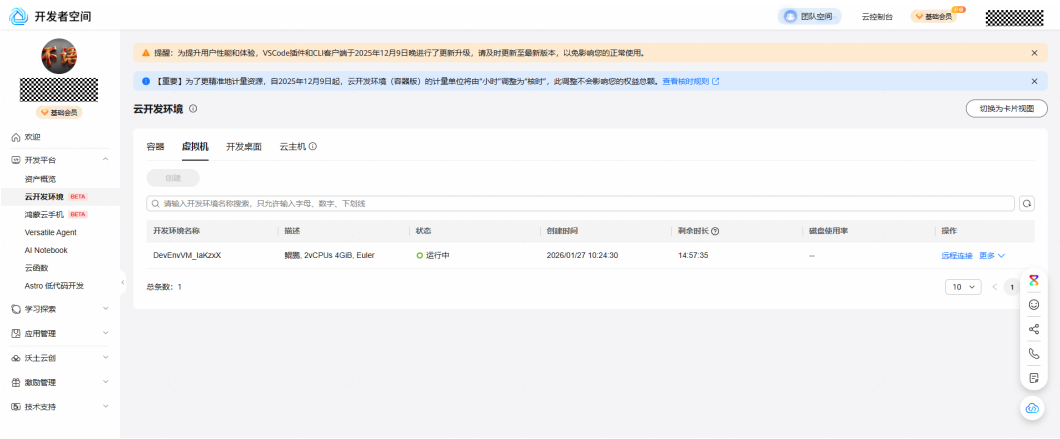 开发者空间
团队空间
云控制台
基础会员
升级
不语
基础会员
欢迎
开发平台
资产概览
云开发环境 BETA
鸿蒙云手机 BETA
Versatile Agent
AI Notebook
云函数
Astro 低代码开发
学习探索
应用管理
沃土云创
激励管理
技术支持
提醒：为提升用户性能和体验，VSCode插件和CLI客户端于2025年12月9日晚进行了更新升级，请及时更新至最新版本，以免影响您的正常使用。
【重要】为了更精准地计量资源，自2025年12月9日起，云开发环境（容器版）的计量单位将由“小时”调整为“核时”，此调整不会影响您的权益总额。查看核时规则
云开发环境
切换为卡片视图
容器 虚拟机 开发桌面 云主机
创建
请输入开发环境名称搜索，只允许输入字母、数字、下划线
开发环境名称 描述 状态 创建时间 剩余时长 磁盘使用率 操作
DevEnvVM_IaKzxX 鲲鹏, 2vCPUs 4GiB, Euler 运行中 2026/01/27 10:24:30 14:57:35 -- 远程连接 更多
总条数：1
10
1